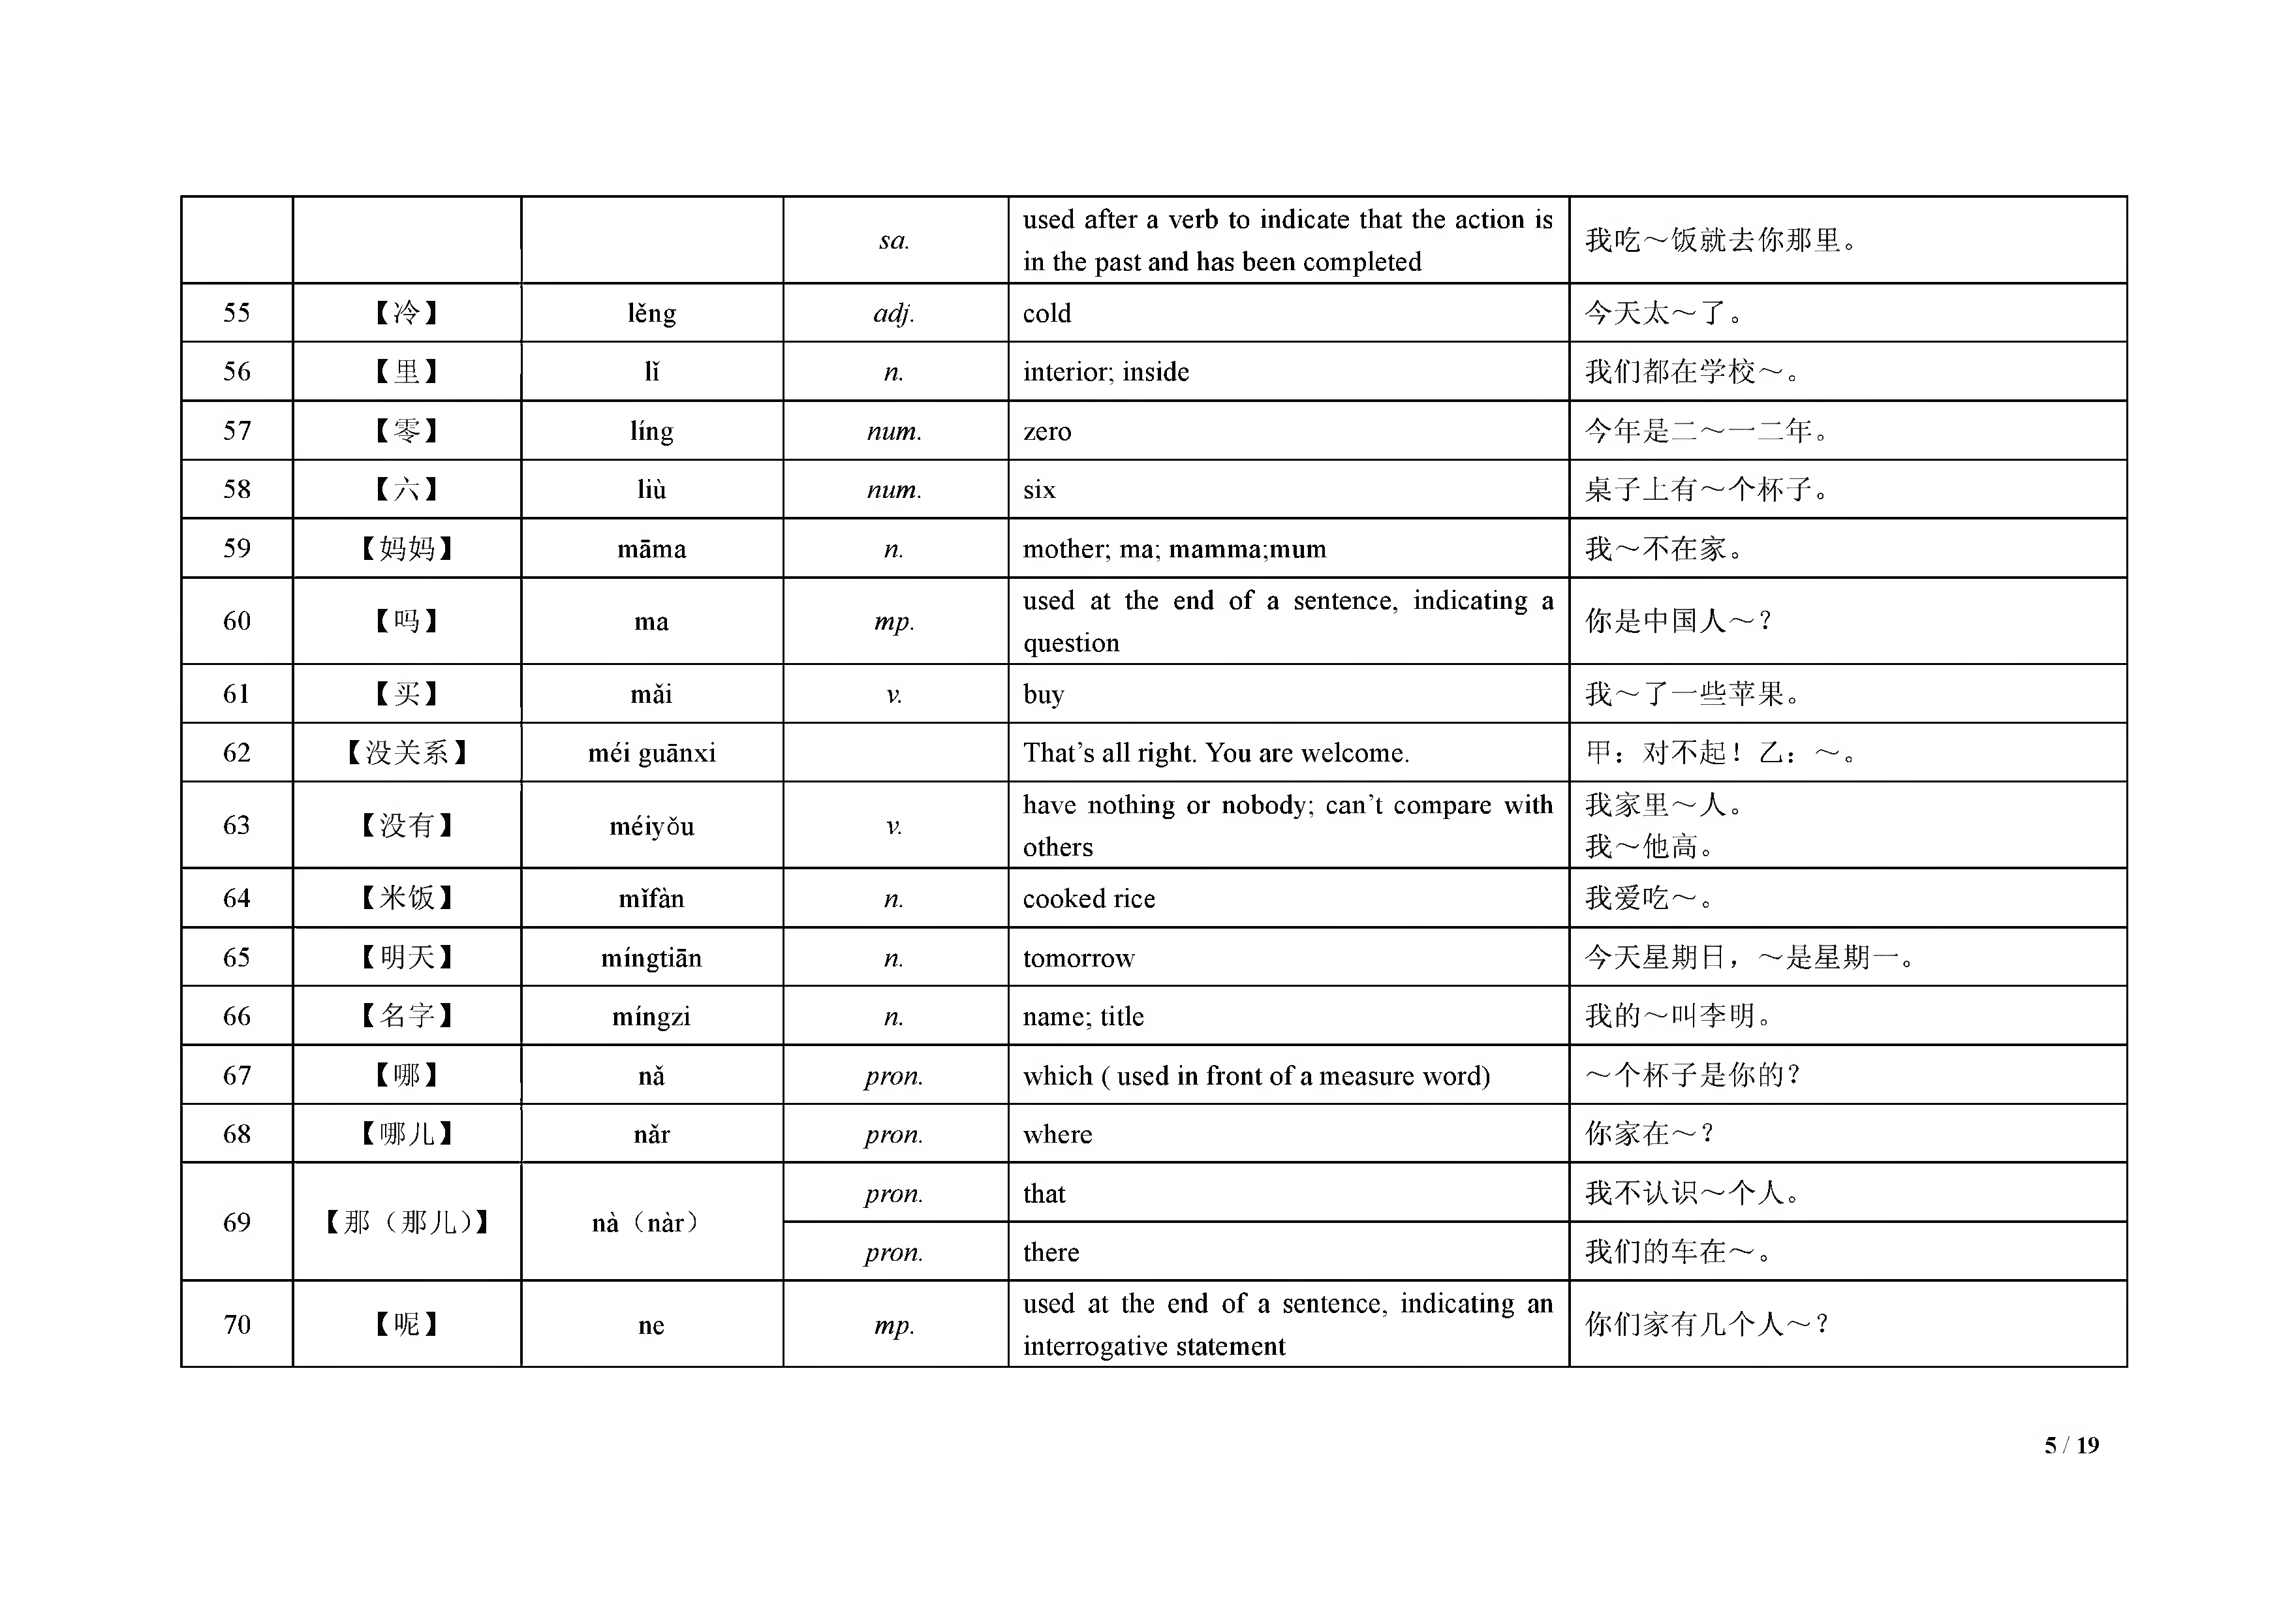 sa. used after a verb to indicate that the action is
in the past and has been completed 我吃～饭就去你那里。
55 【冷】 lěng adj. cold 今天太～了。
56 【里】 lǐ n. interior; inside 我们都在学校～。
57 【零】 líng num. zero 今年是二～一二年。
58 【六】 liù num. six 桌子上有～个杯子。
59 【妈妈】 māma n. mother; ma; mamma;mum 我～不在家。
60 【吗】 ma mp. used at the end of a sentence, indicating a
question 你是中国人～？
61 【买】 mǎi v. buy 我～了一些苹果。
62 【没关系】 méi guānxi That’s all right. You are welcome. 甲：对不起！乙：～。
63 【没有】 méiyǒu v. have nothing or nobody; can’t compare with
others 我家里～人。
我～他高。
64 【米饭】 mǐfàn n. cooked rice 我爱吃～。
65 【明天】 míngtiān n. tomorrow 今天星期日，～是星期一。
66 【名字】 míngzi n. name; title 我的～叫李明。
67 【哪】 nǎ pron. which ( used in front of a measure word) ～个杯子是你的？
68 【哪儿】 nǎr pron. where 你家在～？
69 【那（那儿）】 nà（nàr） pron. that 我不认识～个人。
pron. there 我们的车在～。
70 【呢】 ne mp. used at the end of a sentence, indicating an
interrogative statement 你们家有几个人～？
5 / 19